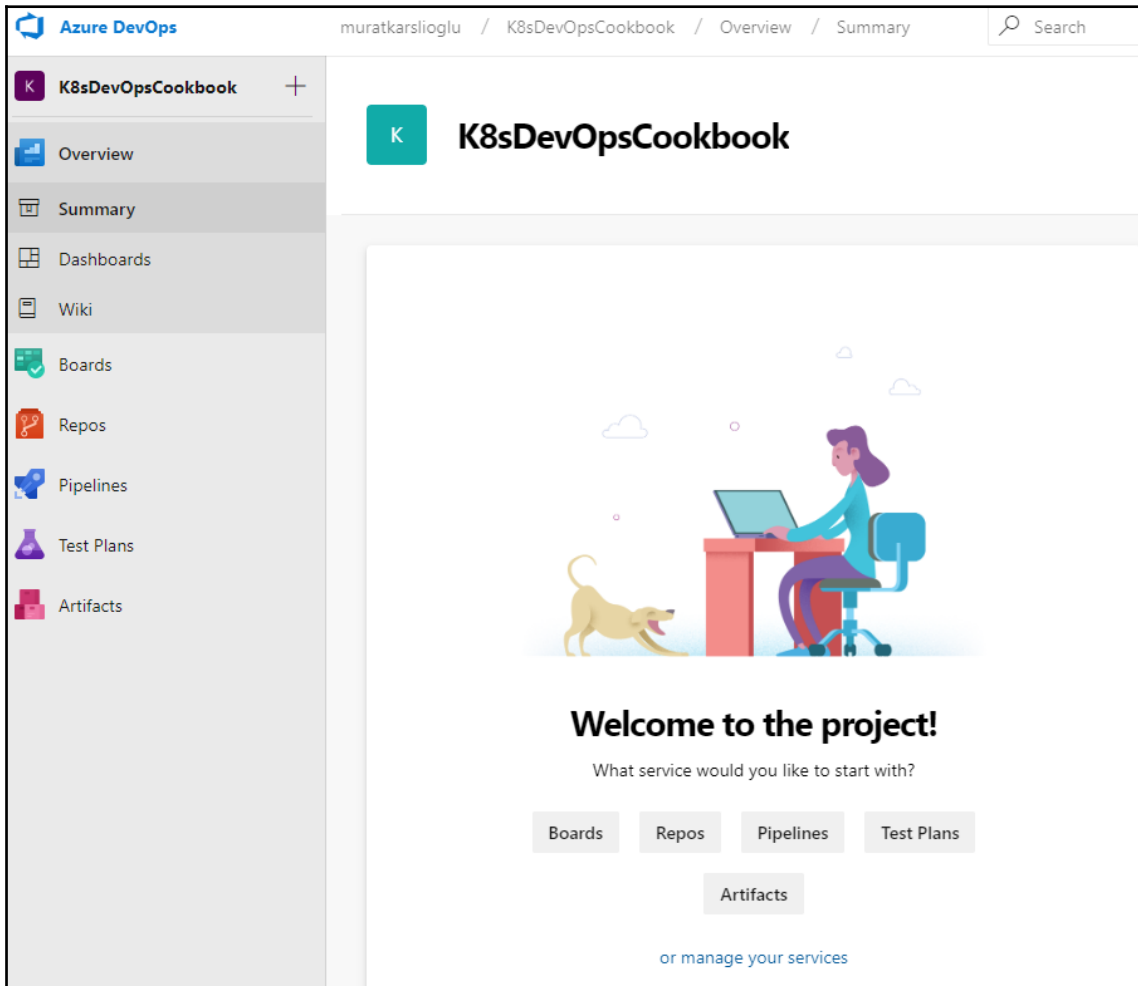 Azure DevOps
muratkarslioglu / K8sDevOpsCookbook / Overview / Summary
Search
K K8sDevOpsCookbook +
Overview
Summary
Dashboards
Wiki
Boards
Repos
Pipelines
Test Plans
Artifacts
K K8sDevOpsCookbook
Welcome to the project!
What service would you like to start with?
Boards Repos Pipelines Test Plans
Artifacts
or manage your services